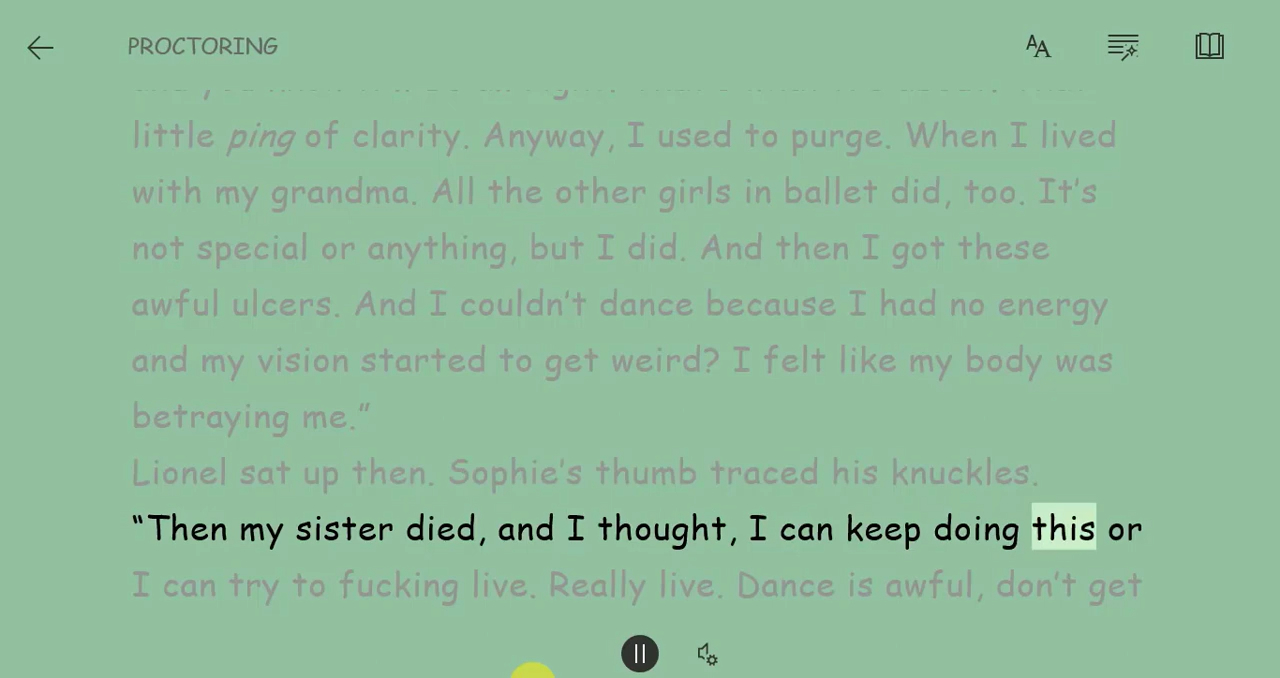 PROCTORING
little ping of clarity. Anyway, I used to purge. When I lived
with my grandma. All the other girls in ballet did, too. It’s
not special or anything, but I did. And then I got these
awful ulcers. And I couldn’t dance because I had no energy
and my vision started to get weird? I felt like my body was
betraying me.”
Lionel sat up then. Sophie’s thumb traced his knuckles.
“Then my sister died, and I thought, I can keep doing this or
I can try to fucking live. Really live. Dance is awful, don’t get